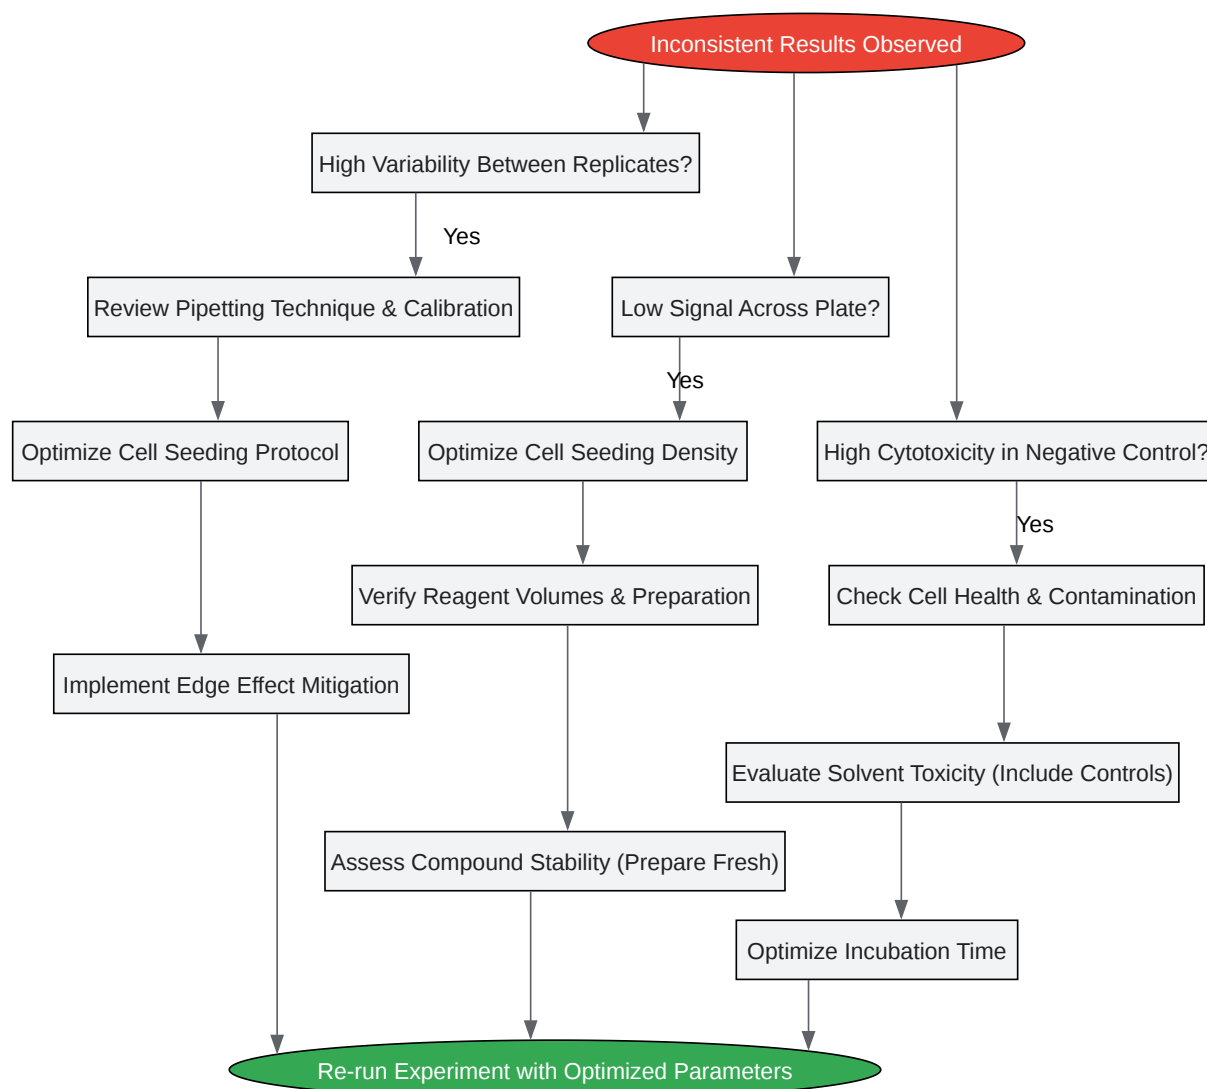 Inconsistent Results Observed
High Variability Between Replicates?
Yes
Review Pipetting Technique & Calibration
Low Signal Across Plate?
Yes
Optimize Cell Seeding Protocol
Optimize Cell Seeding Density
High Cytotoxicity in Negative Control?
Yes
Verify Reagent Volumes & Preparation
Check Cell Health & Contamination
Implement Edge Effect Mitigation
Evaluate Solvent Toxicity (Include Controls)
Assess Compound Stability (Prepare Fresh)
Optimize Incubation Time
Re-run Experiment with Optimized Parameters